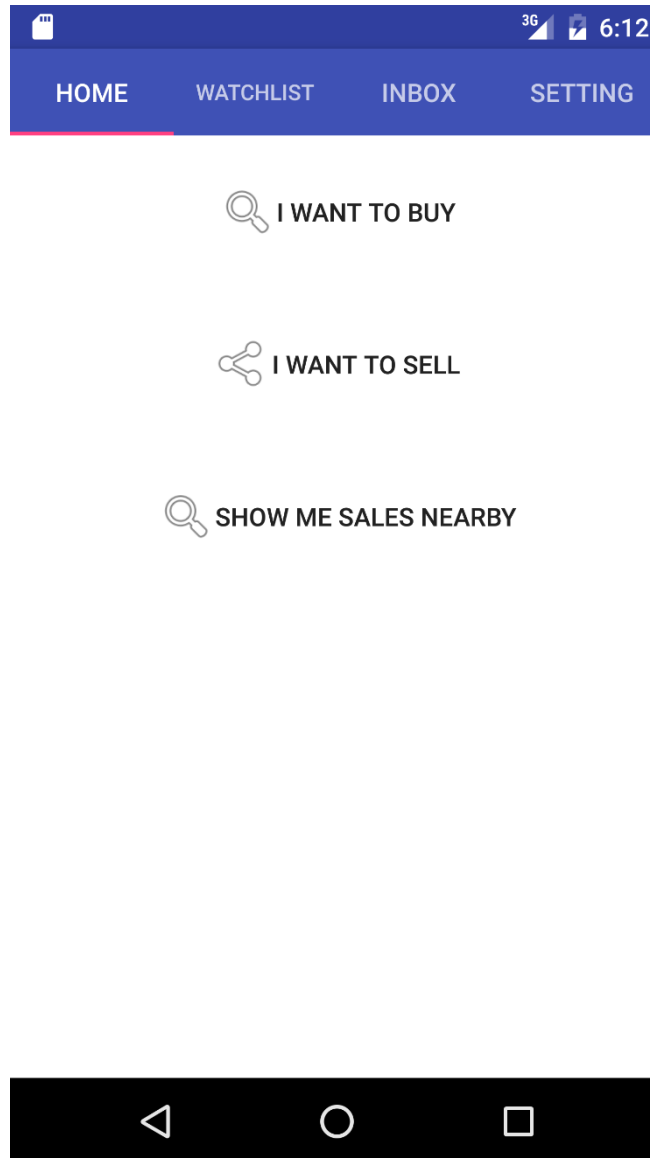 3G 6:12
HOME WATCHLIST INBOX SETTING
I WANT TO BUY
I WANT TO SELL
SHOW ME SALES NEARBY